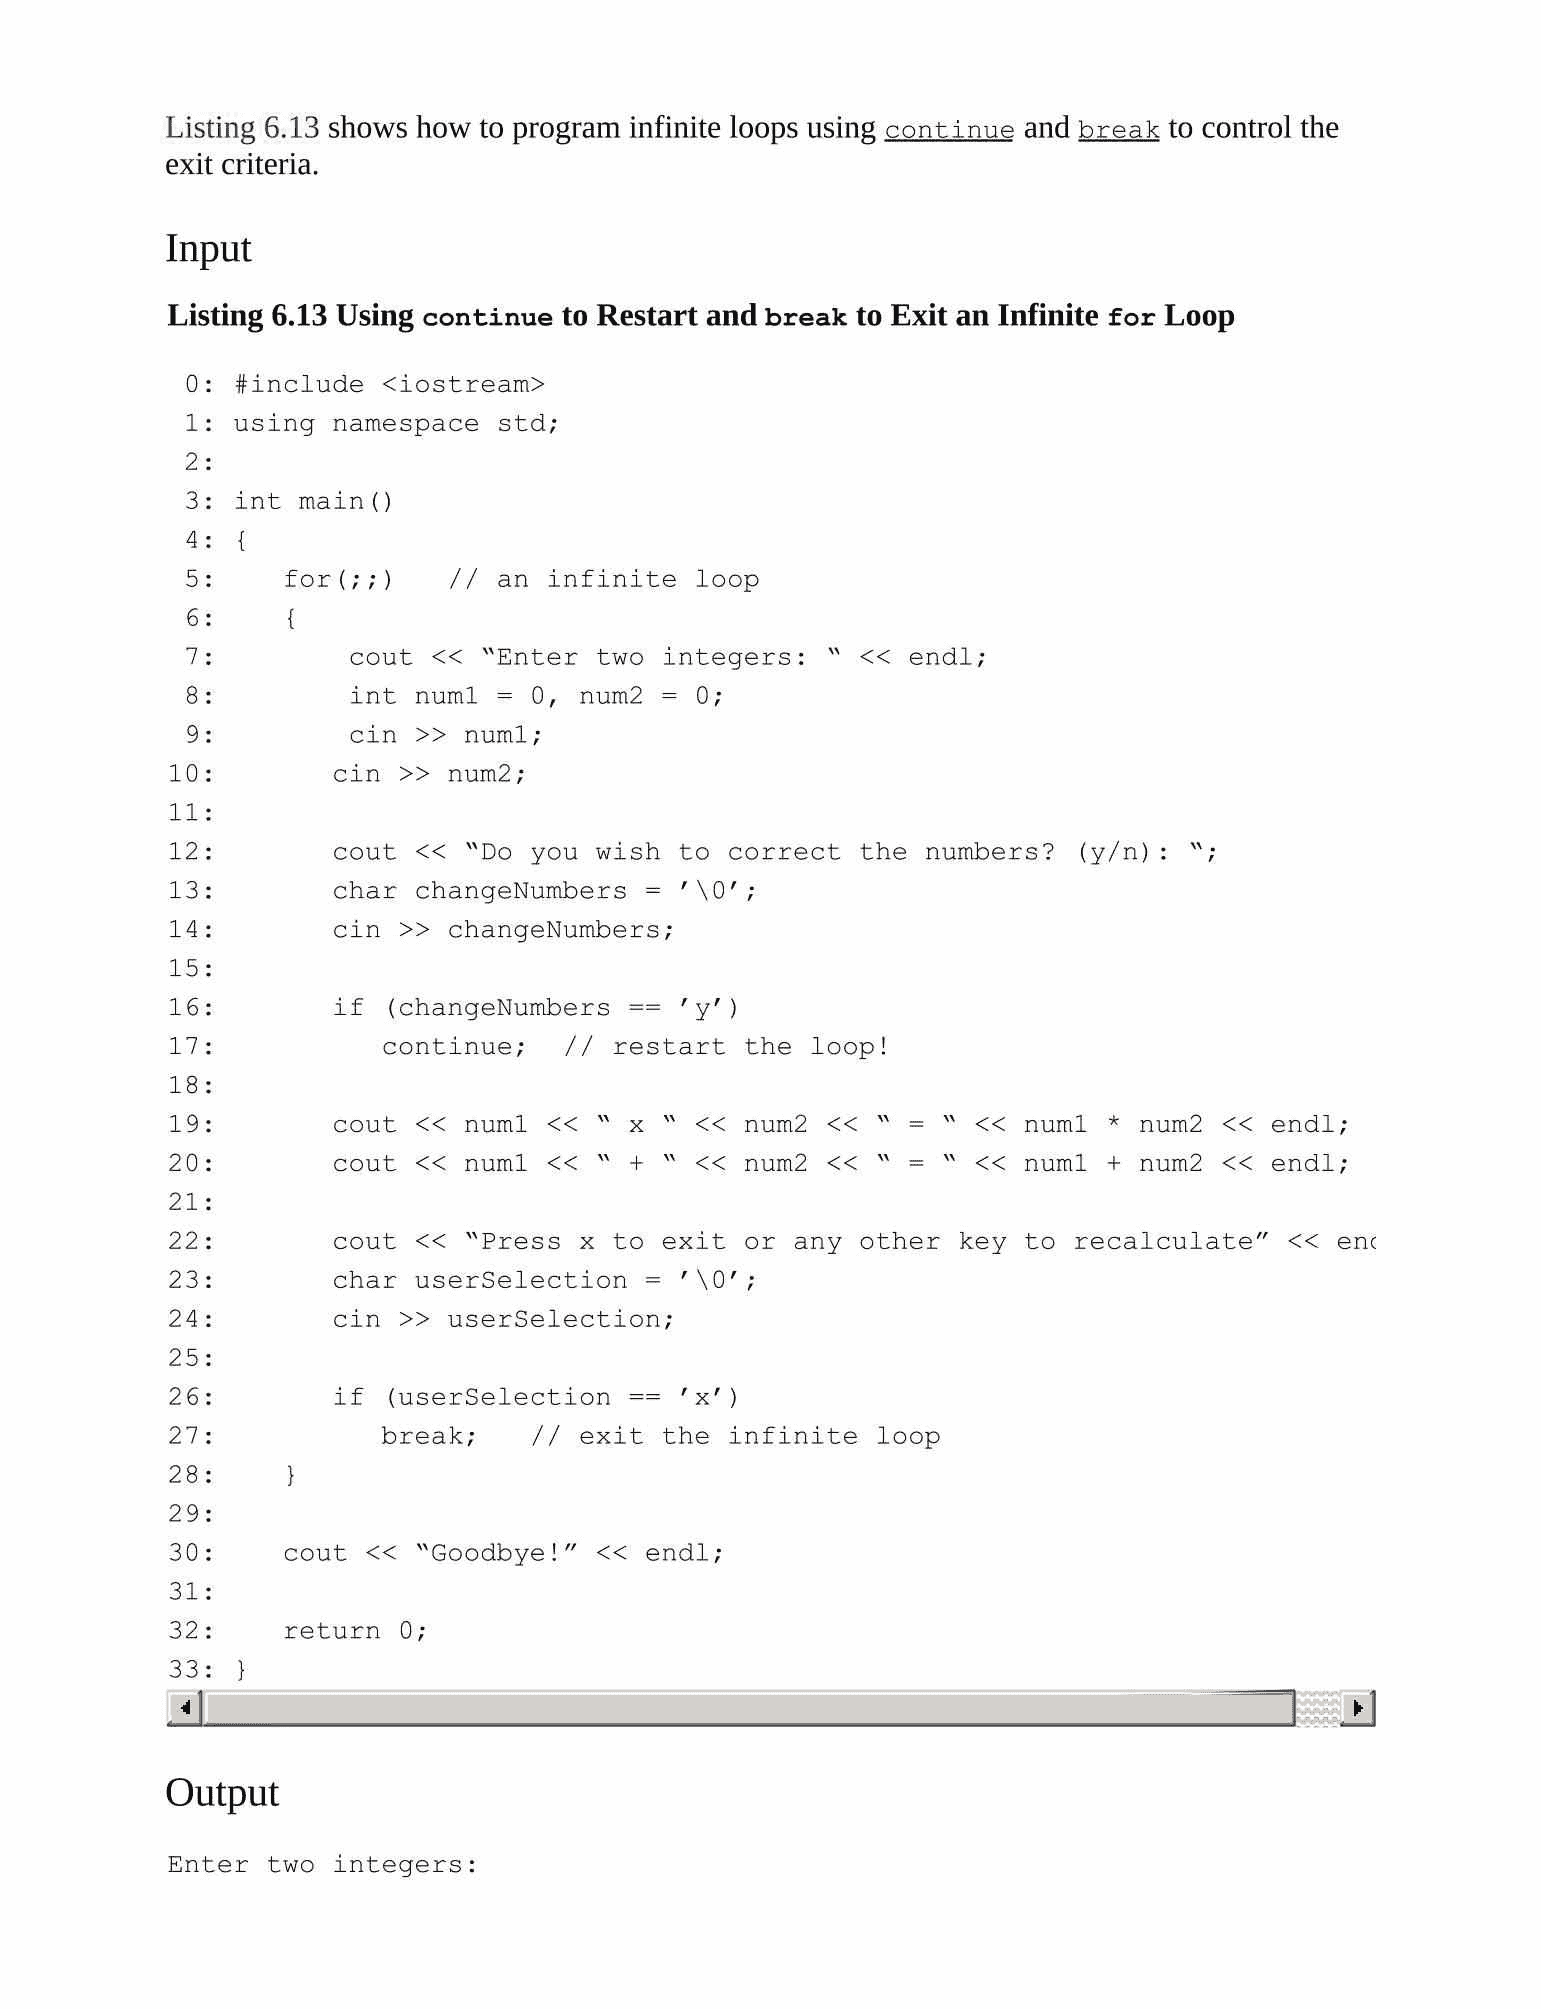 Listing 6.13 shows how to program infinite loops using continue and break to control the
exit criteria.
Input
Listing 6.13 Using continue to Restart and break to Exit an Infinite for Loop
0: #include <iostream>
1: using namespace std;
2:
3: int main()
4: {
5:    for(;;)   // an infinite loop
6:    {
7:        cout << “Enter two integers: “ << endl;
8:        int num1 = 0, num2 = 0;
9:        cin >> num1;
10:       cin >> num2;
11:
12:       cout << “Do you wish to correct the numbers? (y/n): “;
13:       char changeNumbers = ’\0’;
14:       cin >> changeNumbers;
15:
16:       if (changeNumbers == ’y’)
17:          continue;  // restart the loop!
18:
19:       cout << num1 << “ x “ << num2 << “ = “ << num1 * num2 << endl;
20:       cout << num1 << “ + “ << num2 << “ = “ << num1 + num2 << endl;
21:
22:       cout << “Press x to exit or any other key to recalculate” <<
23:       char userSelection = ’\0’;
24:       cin >> userSelection;
25:
26:       if (userSelection == ’x’)
27:          break;   // exit the infinite loop
28:    }
29:
30:    cout << “Goodbye!” << endl;
31:
32:    return 0;
33: }
Output
Enter two integers: